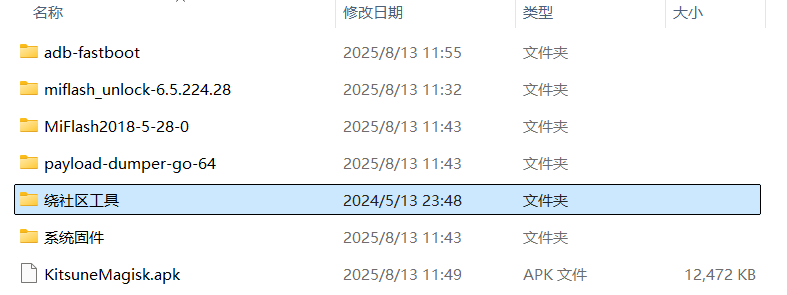 名称 修改日期 类型 大小
adb-fastboot 2025/8/13 11:55 文件夹
miflash_unlock-6.5.224.28 2025/8/13 11:32 文件夹
MiFlash2018-5-28-0 2025/8/13 11:43 文件夹
payload-dumper-go-64 2025/8/13 11:43 文件夹
绕社区工具 2024/5/13 23:48 文件夹
系统固件 2025/8/13 11:43 文件夹
KitsuneMagisk.apk 2025/8/13 11:49 APK 文件 12,472 KB